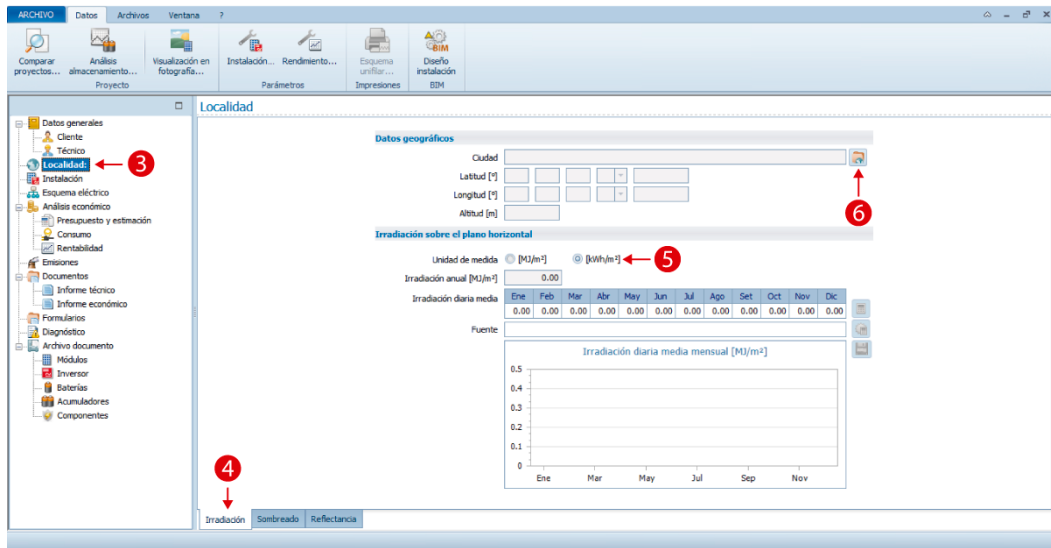 ARCHIVO Datos Archivos Ventana ?
Comparar proyectos...
Análisis almacenamiento...
Visualización en fotografía...
Instalación...
Rendimiento...
Esquema unifilar...
BIM
Diseño instalación
Proyecto Parámetros Impresiones BIM
Localidad
Datos generales
Cliente
Técnico
Localidad: 3
Instalación
Esquema eléctrico
Análisis económico
Presupuesto y estimación
Consumo
Rentabilidad
Emisiones
Documentos
Informe técnico
Informe económico
Formularios
Diagnóstico
Archivo documento
Módulos
Inversor
Baterías
Acumuladores
Componentes
Datos geográficos
Ciudad
Latitud [°]
Longitud [°]
Altitud [m]
6
Irradiación sobre el plano horizontal
Unidad de medida [MJ/m²] [kWh/m²] 5
Irradiación anual [MJ/m²] 0.00
Irradiación diaria media Ene Feb Mar Abr May Jun Jul Ago Set Oct Nov Dic
0.00 0.00 0.00 0.00 0.00 0.00 0.00 0.00 0.00 0.00 0.00 0.00
Fuente
Irradiación diaria media mensual [MJ/m²]
0.5
0.4
0.3
0.2
0.1
0
Ene Mar May Jul Sep Nov
4
Irradiación Sombreado Reflectancia